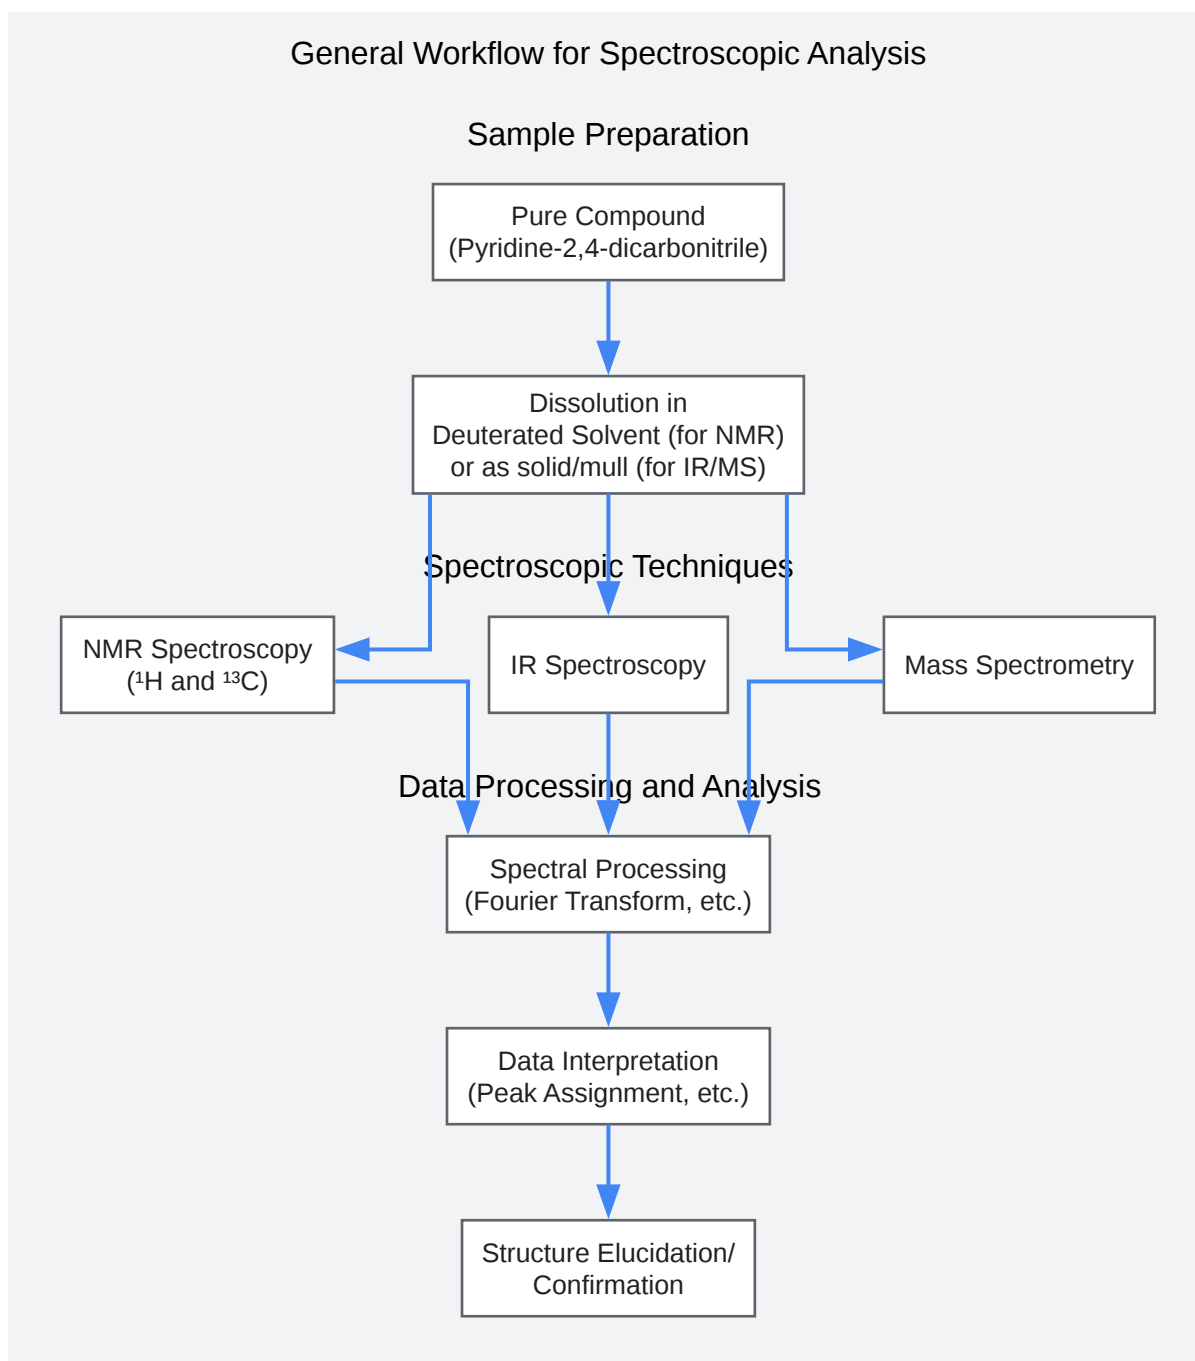 General Workflow for Spectroscopic Analysis
Sample Preparation
Pure Compound
(Pyridine-2,4-dicarbonitrile)
Dissolution in
Deuterated Solvent (for NMR)
or as solid/mull (for IR/MS)
Spectroscopic Techniques
NMR Spectroscopy
(¹H and ¹³C)
IR Spectroscopy
Mass Spectrometry
Data Processing and Analysis
Spectral Processing
(Fourier Transform, etc.)
Data Interpretation
(Peak Assignment, etc.)
Structure Elucidation/
Confirmation